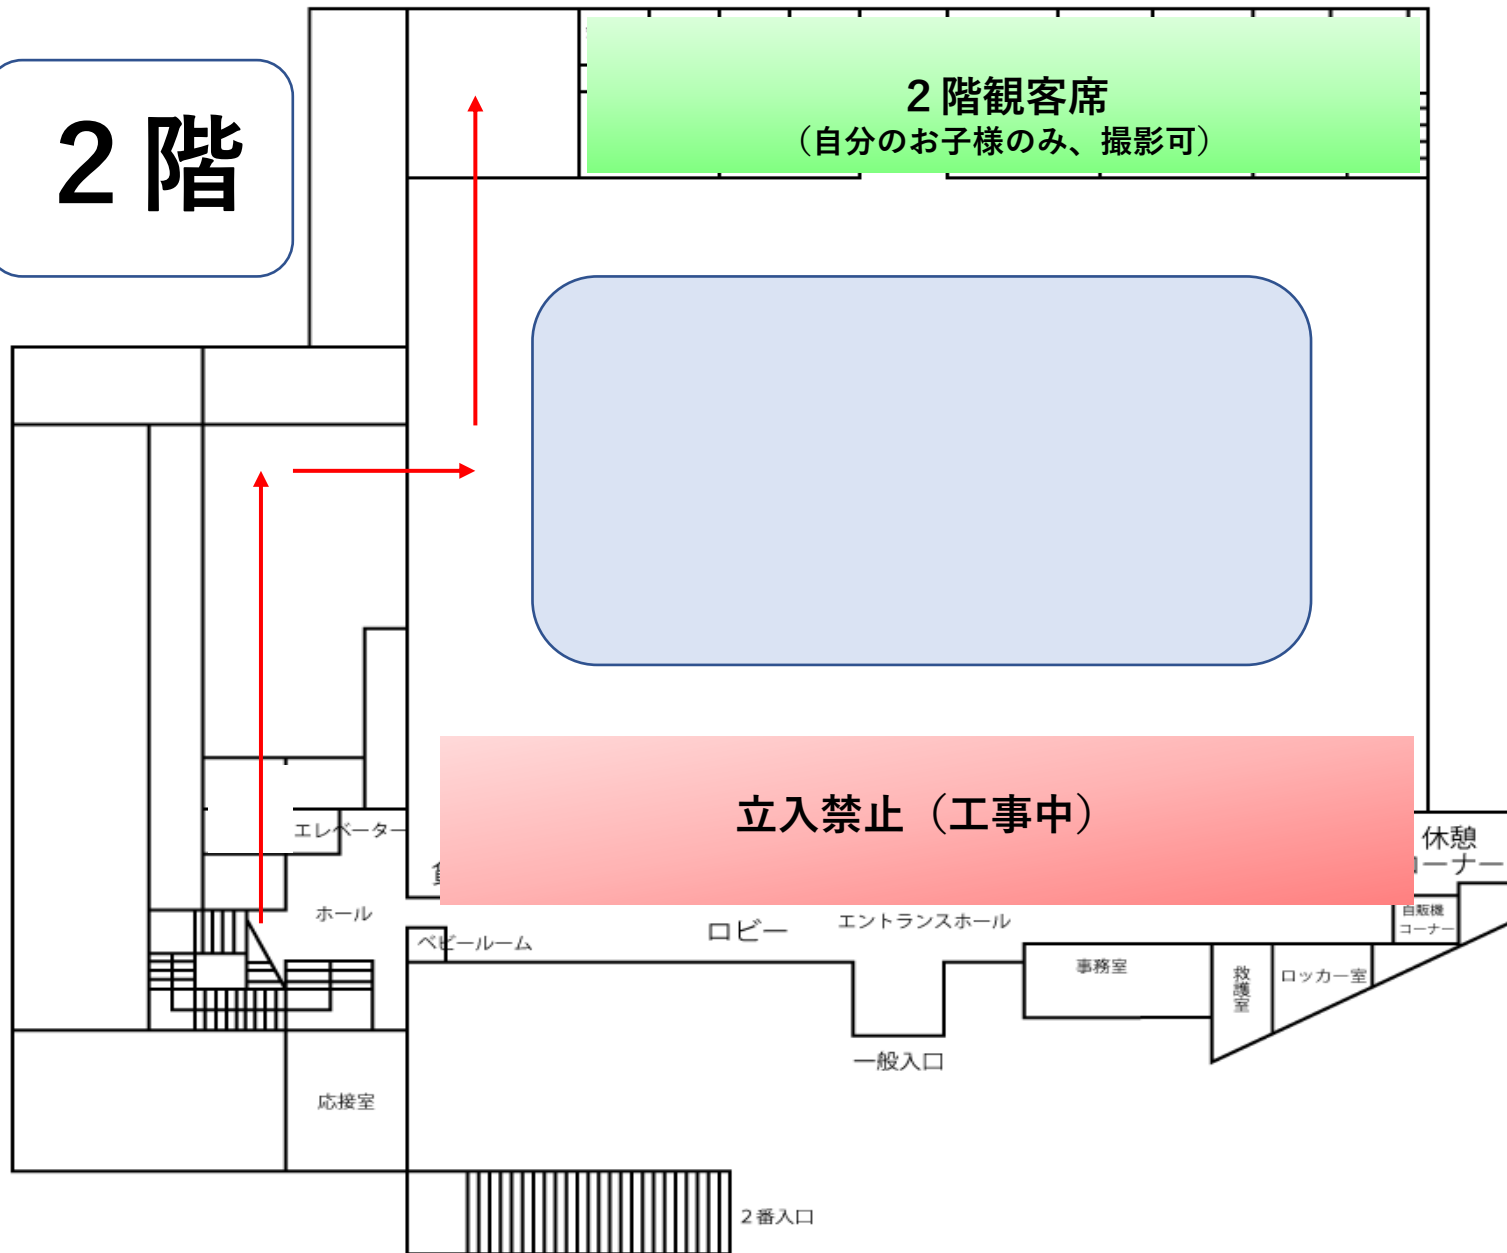 ２階
２階観客席
（自分のお子様のみ、撮影可）
立入禁止（工事中）
エレベーター
休憩
コーナー
ホール
ベビールーム
ロビー
エントランスホール
自販機
コーナー
事務室
救護室
ロッカー室
一般入口
応接室
２番入口